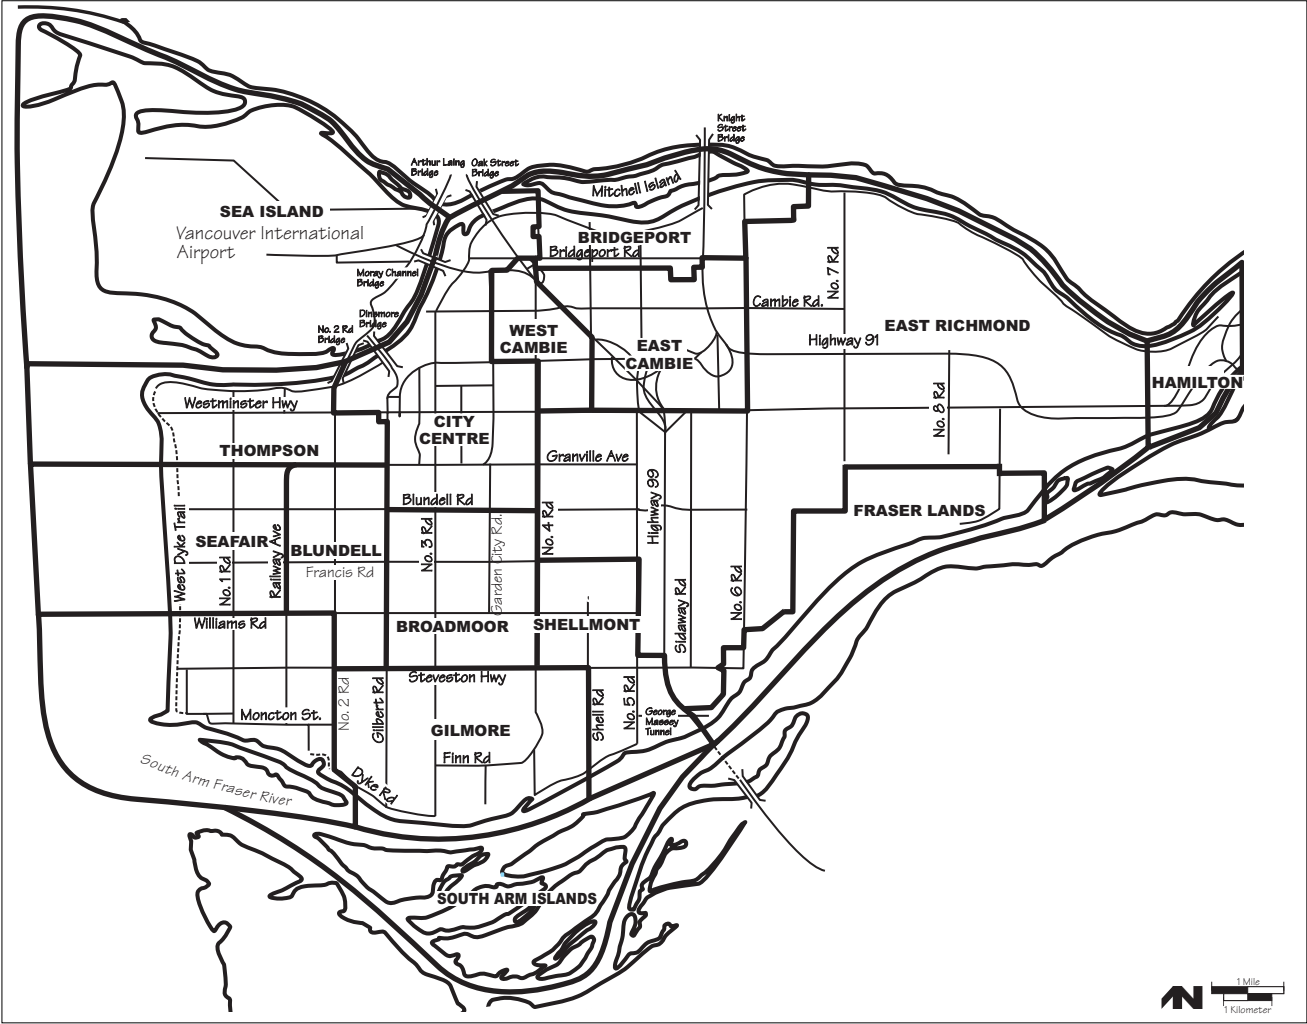 Knight
Street
Bridge
Arthur Laing
Bridge
Oak Street
Bridge
Mitchell Island
SEA ISLAND
Vancouver International
Airport
BRIDGEPORT
Bridgeport Rd
Moray Channel
Bridge
No. 7 Rd
Cambie Rd.
Dinsmore
Bridge
No. 2 Rd
Bridge
WEST
CAMBIE
EAST
CAMBIE
EAST RICHMOND
Highway 91
HAMILTON
Westminster Hwy
No. 8 Rd
CITY
CENTRE
THOMPSON
Granville Ave
Highway 99
Blundell Rd
FRASER LANDS
West Dyke Trail
SEAFAIR
No. 1 Rd
Railway Ave
BLUNDELL
Francis Rd
No. 3 Rd
Garden City Rd.
No. 4 Rd
Sidaway Rd
No. 6 Rd
Williams Rd
BROADMOOR
SHELLMONT
Steveston Hwy
No. 2 Rd
Gilbert Rd
Shell Rd
No. 5 Rd
Moncton St.
George
Massey
Tunnel
GILMORE
Finn Rd
Dyke Rd
South Arm Fraser River
SOUTH ARM ISLANDS
N
1 Mile
1 Kilometer